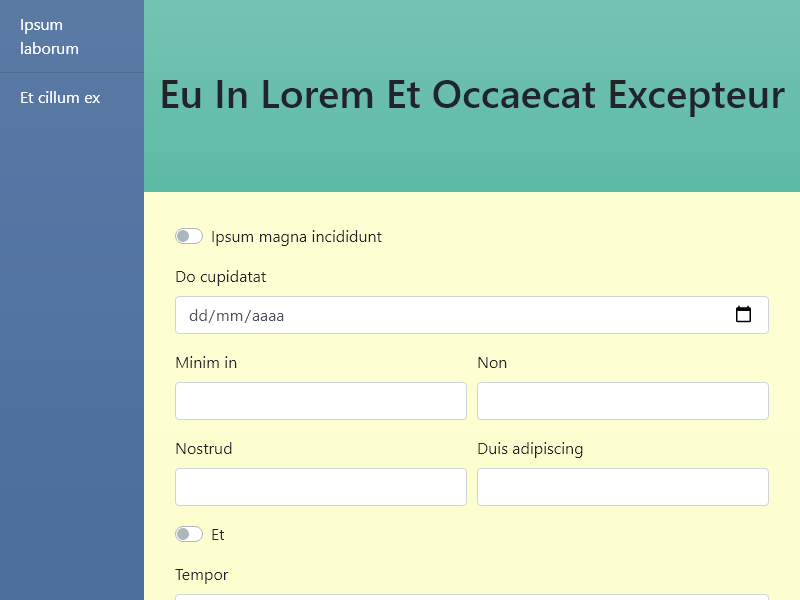 Ipsum
laborum
Et cillum ex
Eu In Lorem Et Occaecat Excepteur
Ipsum magna incididunt
Do cupidatat
dd/mm/aaaa
Minim in
Non
Nostrud
Duis adipiscing
Et
Tempor